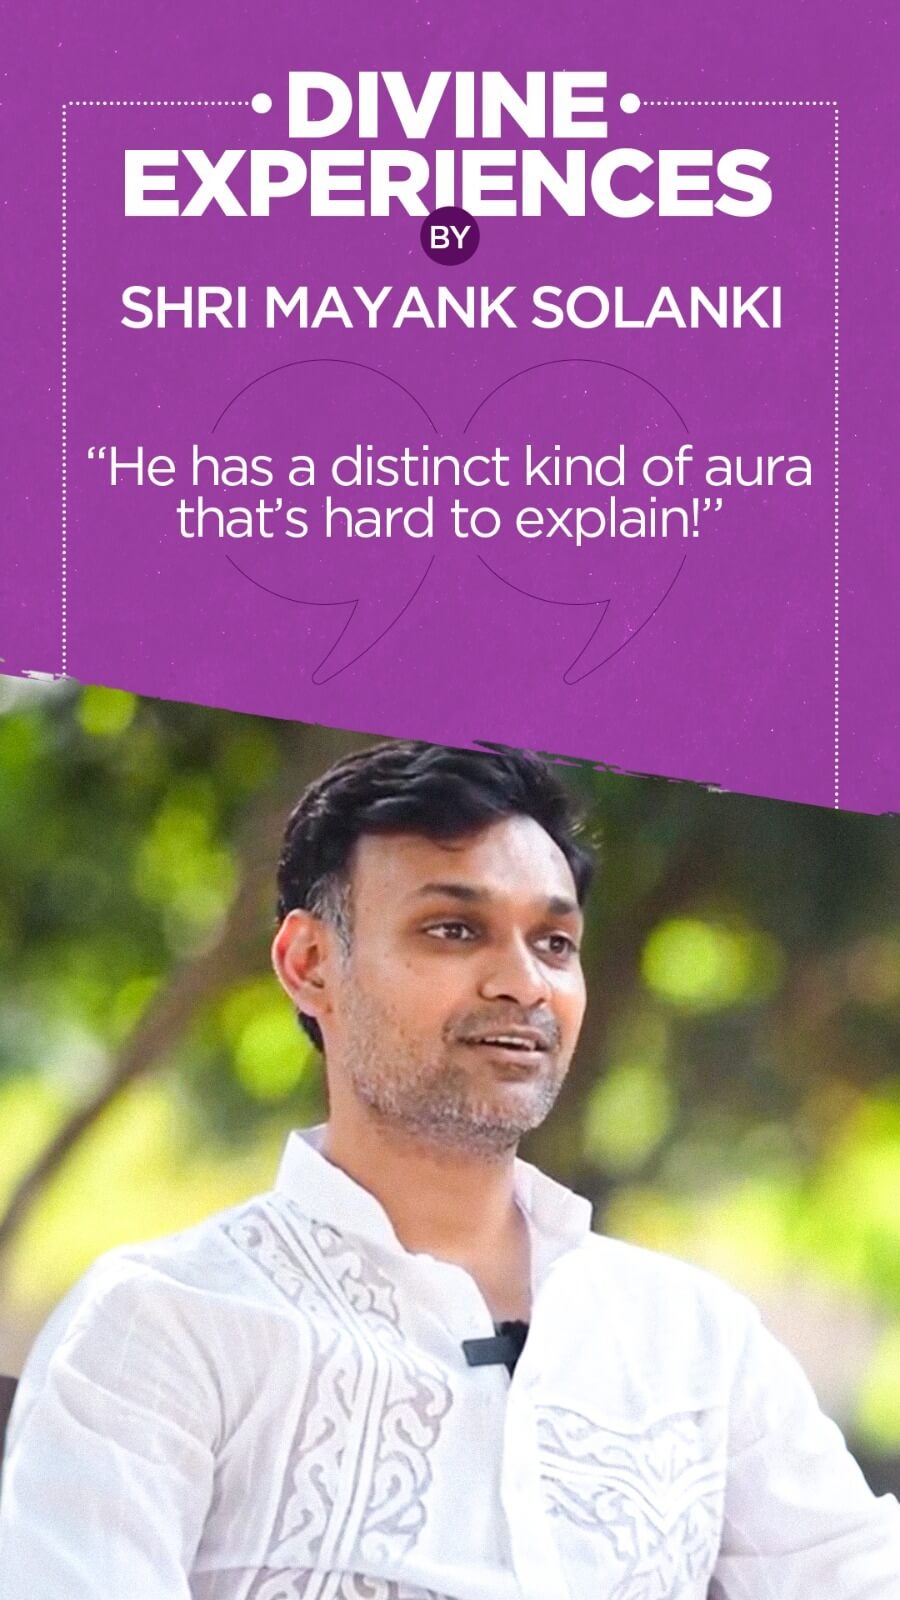 DIVINE
EXPERIENCES
BY
SHRI MAYANK SOLANKI
“He has a distinct kind of aura
that’s hard to explain!”